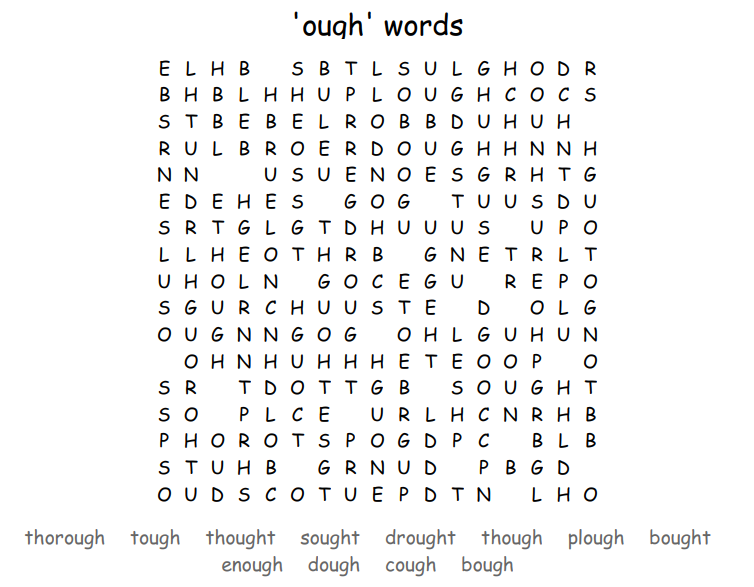 'ough' words
E L H B   S B T L S U L G H O D R
B H B L H H U P L O U G H C O C S
S T B E B E L R O B B D U H U H
R U L B R O E R D O U G H H N N H
N N     U S U E N O E S G R H T G
E D E H E S   G O G   T U U S D U
S R T G L G T D H U U U S   U P O
L L H E O T H R B   G N E T R L T
U H O L N   G O C E G U   R E P O
S G U R C H U U S T E   D   O L G
O U G N N G O G   O H L G U H U N
  O H N H U H H H E T E O O P   O
S R   T D O T T G B   S O U G H T
S O   P L C E   U R L H C N R H B
P H O R O T S P O G D P C   B L B
S T U H B   G R N U D   P B G D
O U D S C O T U E P D T N   L H O
thorough tough thought sought drought though plough bought
enough dough cough bough